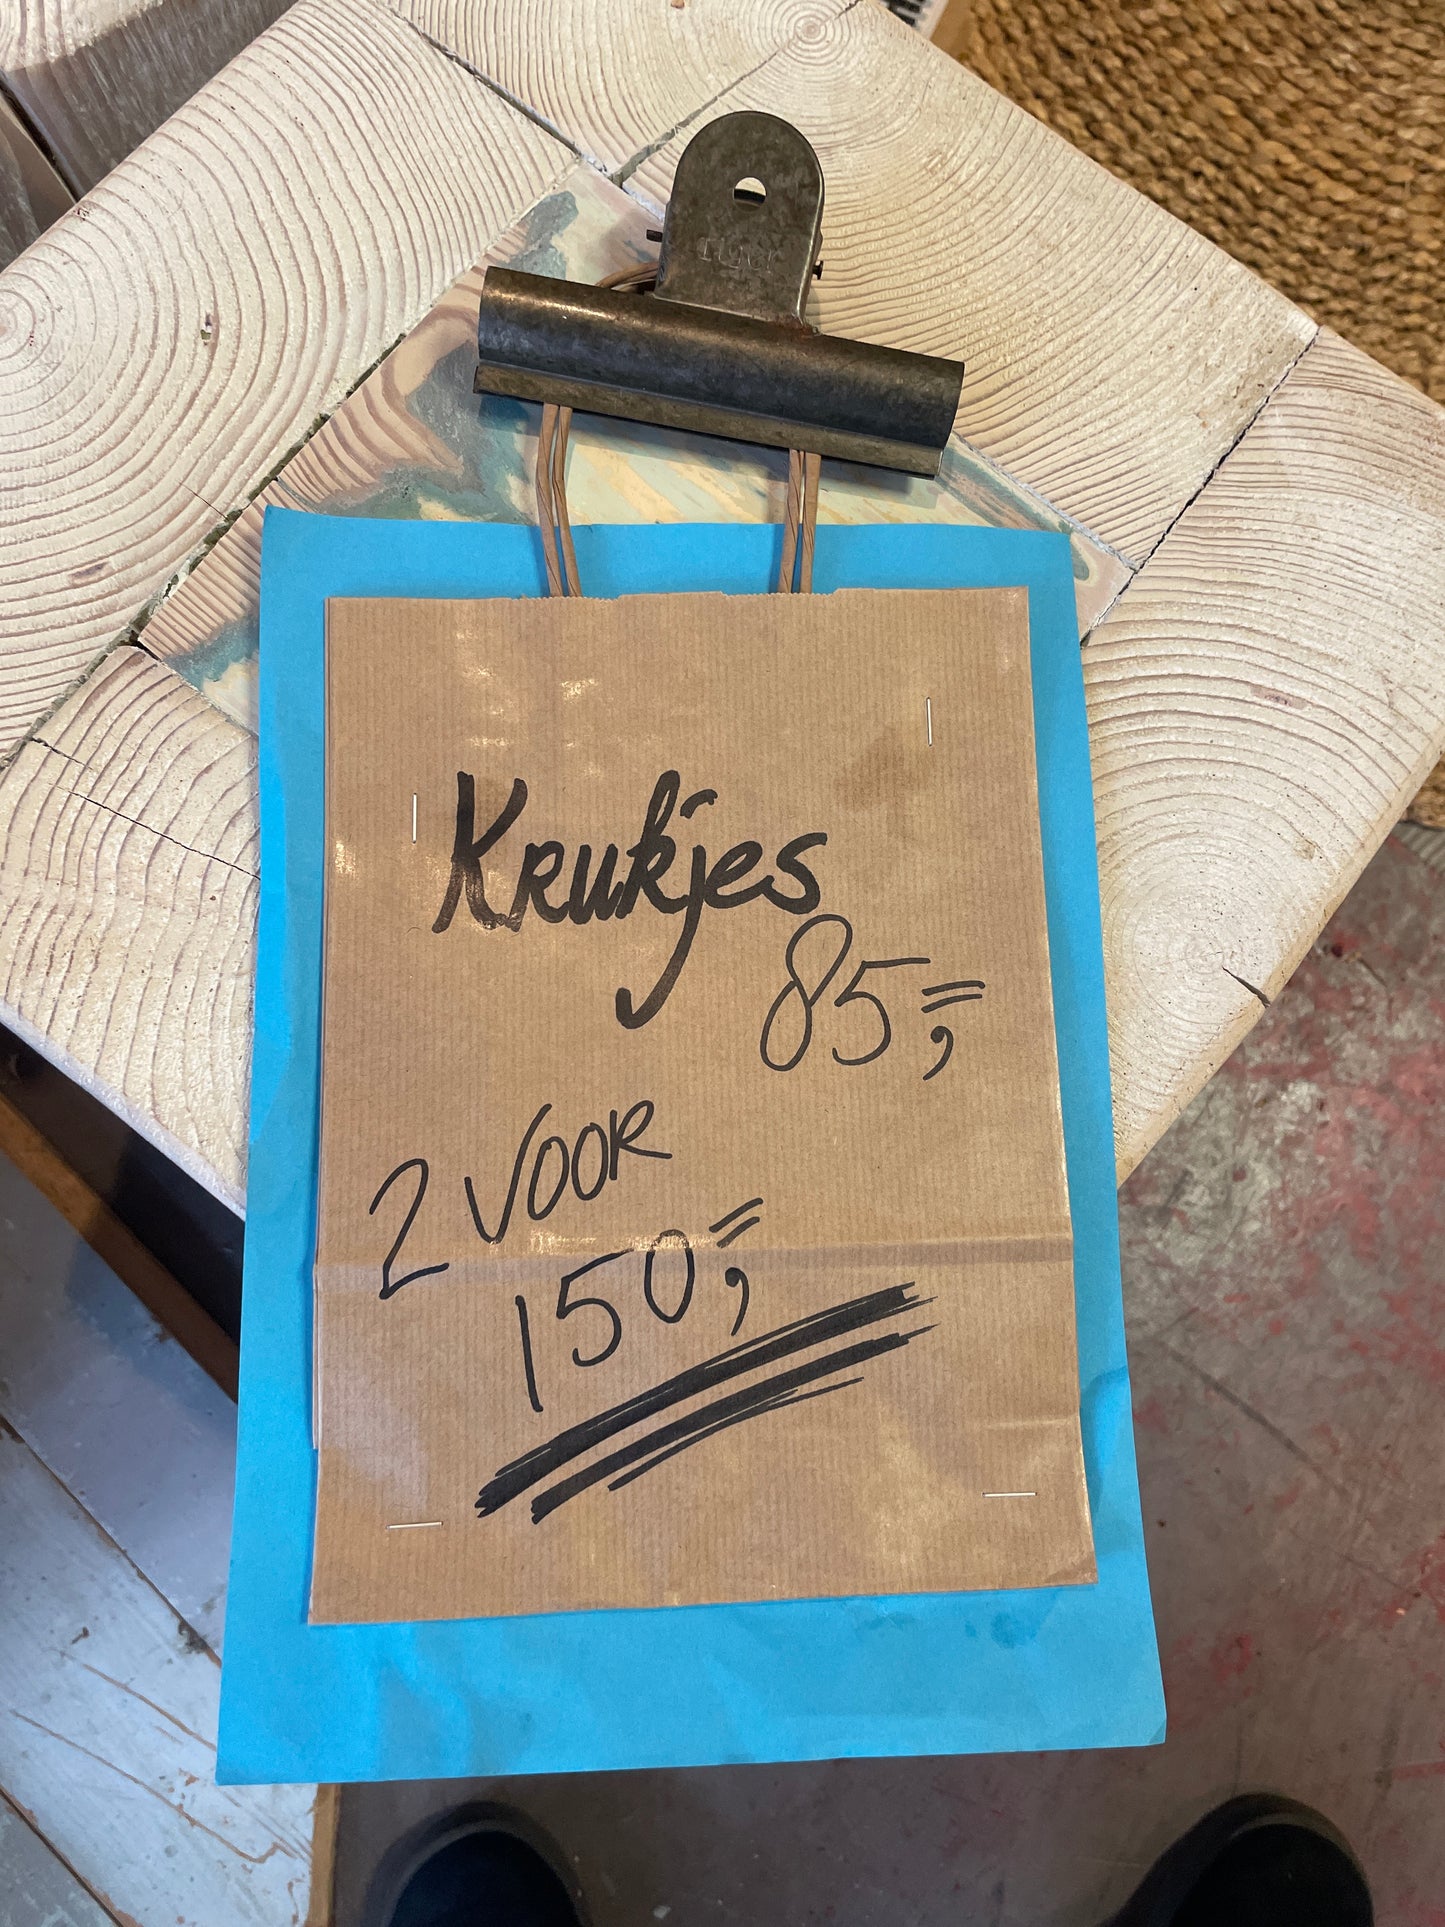 Krukjes
85,=
2 VOOR
150,=